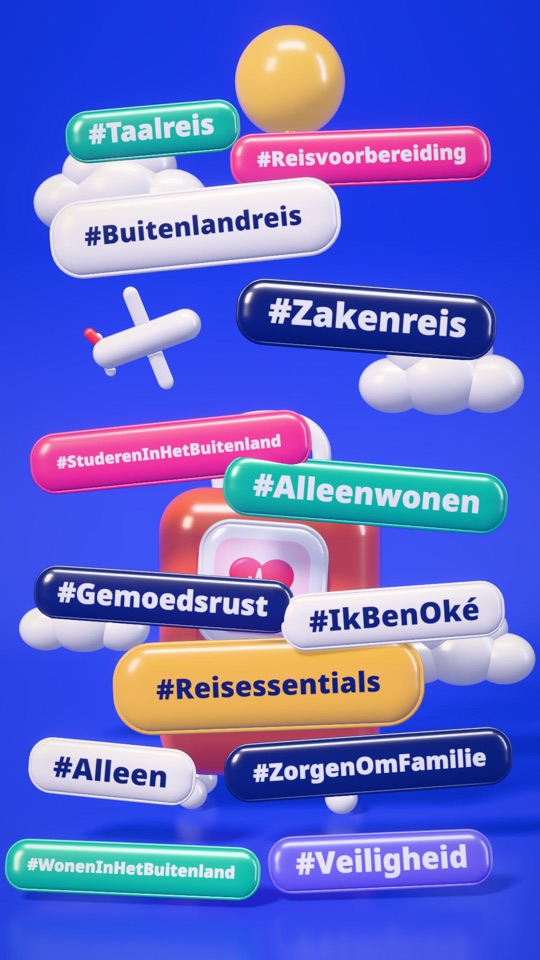 #Taalreis
#Reisvoorbereiding
#Buitenlandreis
#Zakenreis
#StuderenInHetBuitenland
#Alleenwonen
#Gemoedsrust
#IkBenOké
#Reisessentials
#Alleen
#ZorgenOmFamilie
#WonenInHetBuitenland
#Veiligheid